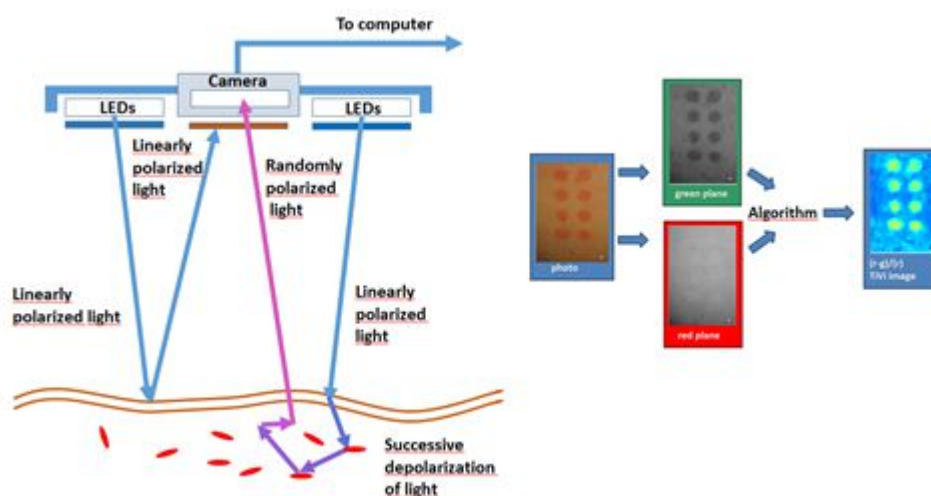 To computer
Camera
LEDs
LEDs
Linearly
polarized
light
Randomly
polarized
light
Linearly
polarized light
Linearly
polarized
light
Successive
depolarization
of light
photo
green plane
red plane
Algorithm
(r-g)/(r)
TiVi image